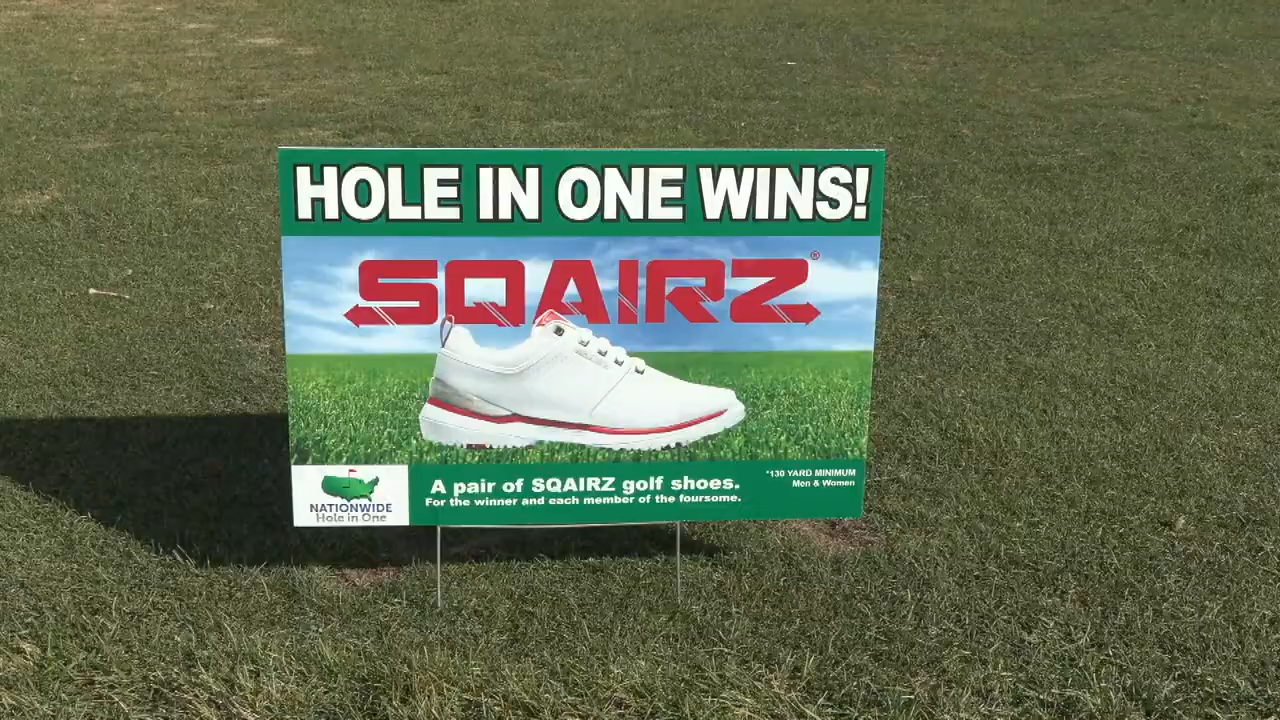 HOLE IN ONE WINS!
SQAIRZ®
A pair of SQAIRZ golf shoes.
For the winner and each member of the foursome.
*130 YARD MINIMUM
Men & Women
NATIONWIDE
Hole in One